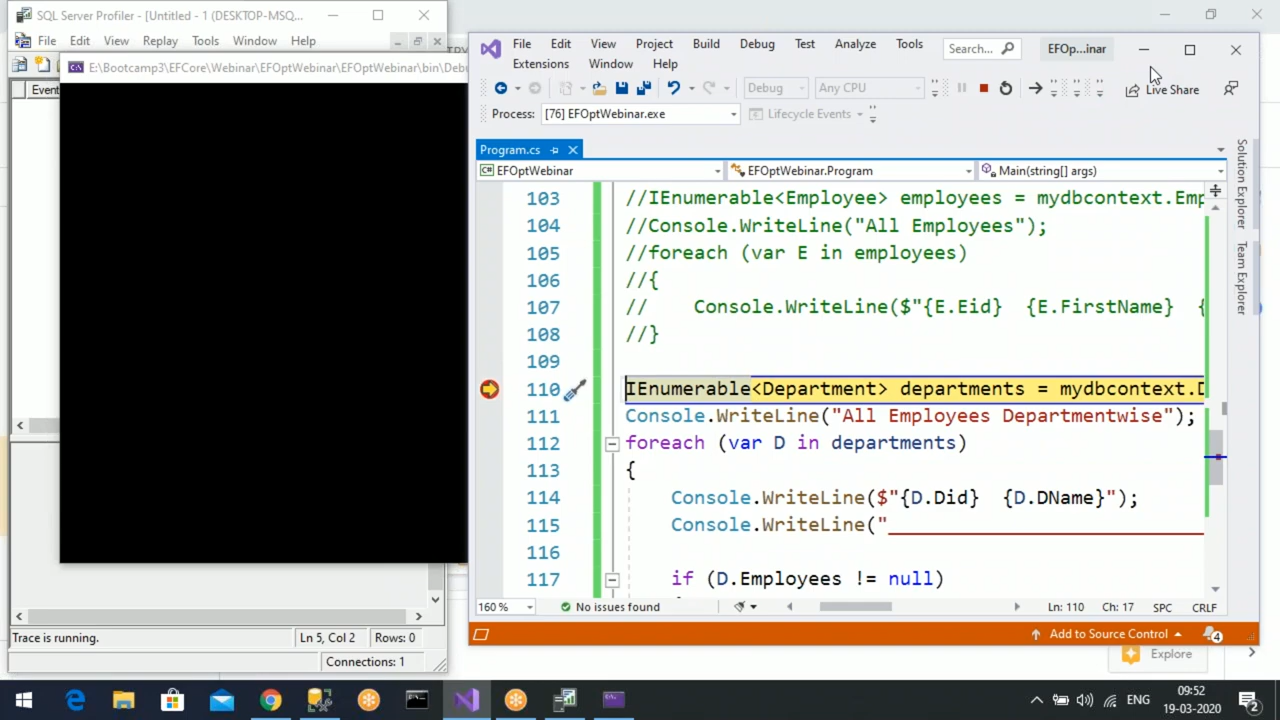 SQL Server Profiler - [Untitled - 1 (DESKTOP-MSQ...
File Edit View Replay Tools Window Help
Event
E:\Bootcamp3\EFCore\Webinar\EFOptWebinar\EFOptWebinar\bin\Deb
Trace is running.
Ln 5, Col 2
Rows: 0
Connections: 1
File Edit View Project Build Debug Test Analyze Tools
Search...
EFOp...inar
Extensions Window Help
Debug
Any CPU
Live Share
Process: [76] EFOptWebinar.exe
Lifecycle Events
Program.cs
EFOptWebinar
EFOptWebinar.Program
Main(string[] args)
Solution Explorer
Team Explorer
103 //IEnumerable<Employee> employees = mydbcontext.Emp
104 //Console.WriteLine("All Employees");
105 //foreach (var E in employees)
106 //{
107 //    Console.WriteLine($"{E.Eid}  {E.FirstName}  {
108 //}
109
110 IEnumerable<Department> departments = mydbcontext.D
111 Console.WriteLine("All Employees Departmentwise");
112 foreach (var D in departments)
113 {
114     Console.WriteLine($"{D.Did}  {D.DName}");
115     Console.WriteLine("____________________________
116
117     if (D.Employees != null)
160 %
No issues found
Ln: 110 Ch: 17 SPC CRLF
Add to Source Control
4
Explore
ENG
09:52
19-03-2020
2